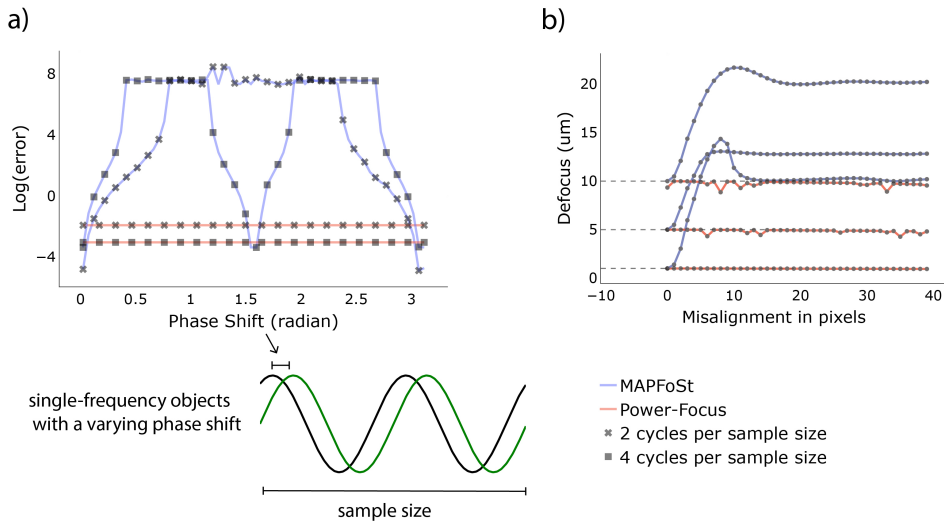 a)
8
4
0
−4
Log(error)
0
0.5
1
1.5
2
2.5
3
Phase Shift (radian)
single-frequency objects
with a varying phase shift
sample size
b)
20
15
10
5
0
Defocus (um)
−10
0
10
20
30
40
Misalignment in pixels
MAPFoSt
Power-Focus
2 cycles per sample size
4 cycles per sample size